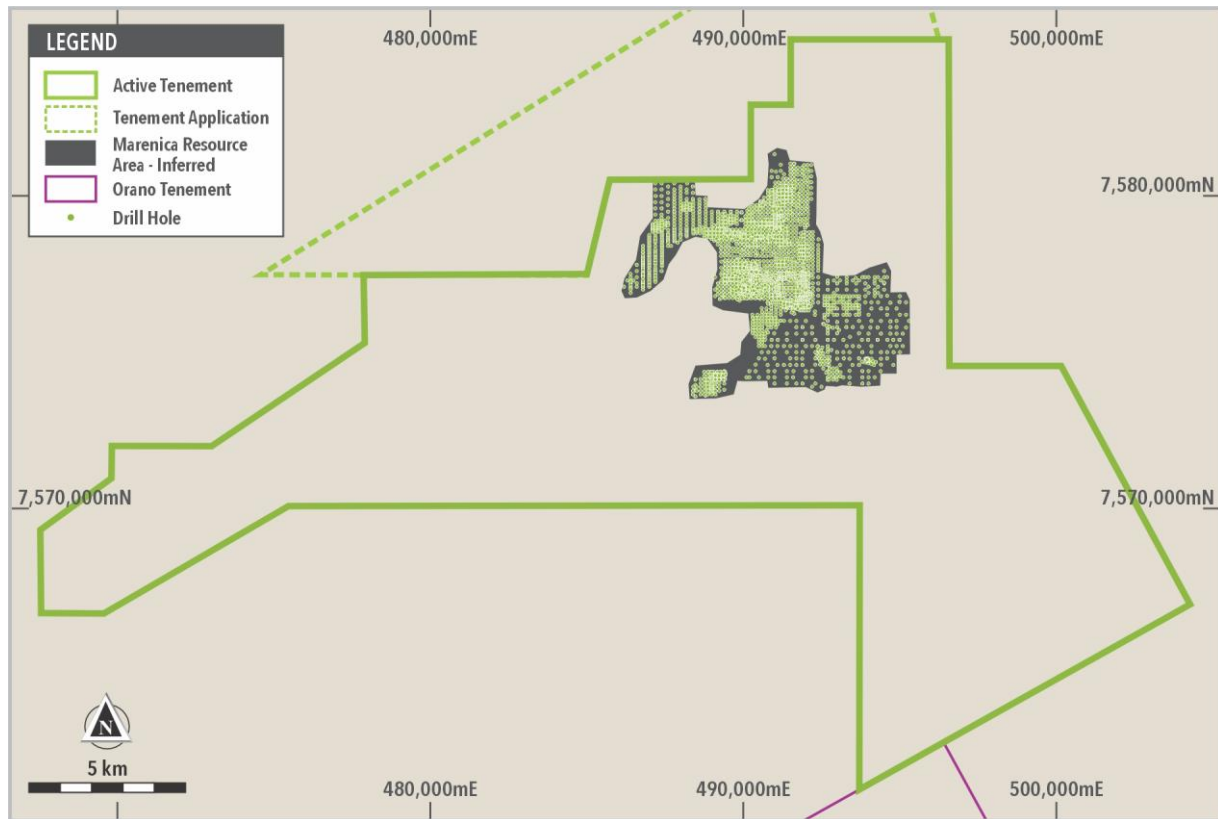 LEGEND
Active Tenement
Tenement Application
Marenica Resource
Area - Inferred
Orano Tenement
Drill Hole
480,000mE
490,000mE
500,000mE
7,580,000mN
7,570,000mN
7,570,000mN
N
5 km
480,000mE
490,000mE
500,000mE